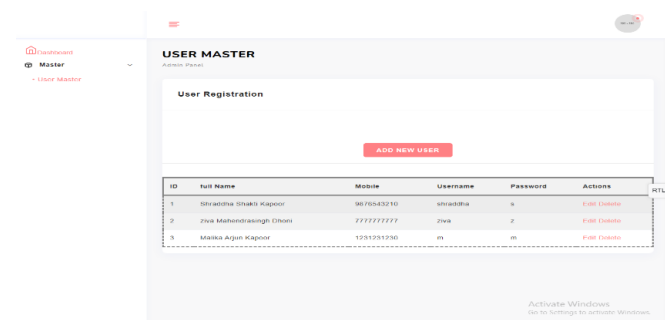 Dashboard
Master
• User Master
USER MASTER
Admin Panel
User Registration
ADD NEW USER
ID full Name Mobile Username Password Actions
1 Shraddha Shakti Kapoor 9876543210 shraddha s Edit Delete
2 ziva Mahendrasingh Dhoni 7777777777 ziva z Edit Delete
3 Malika Arjun Kapoor 1231231230 m m Edit Delete
RTL
Activate Windows
Go to Settings to activate Windows.